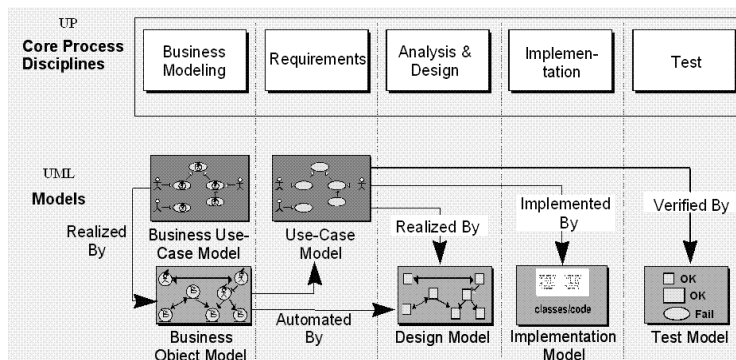 UP
Core Process
Disciplines
Business
Modeling
Requirements
Analysis &
Design
Implemen-
tation
Test
UML
Models
Realized
By
Business Use-
Case Model
Use-Case
Model
Realized By
Implemented
By
Verified By
Business
Object Model
Automated
By
Design Model
classes/code
Implementation
Model
OK
OK
Fail
Test Model